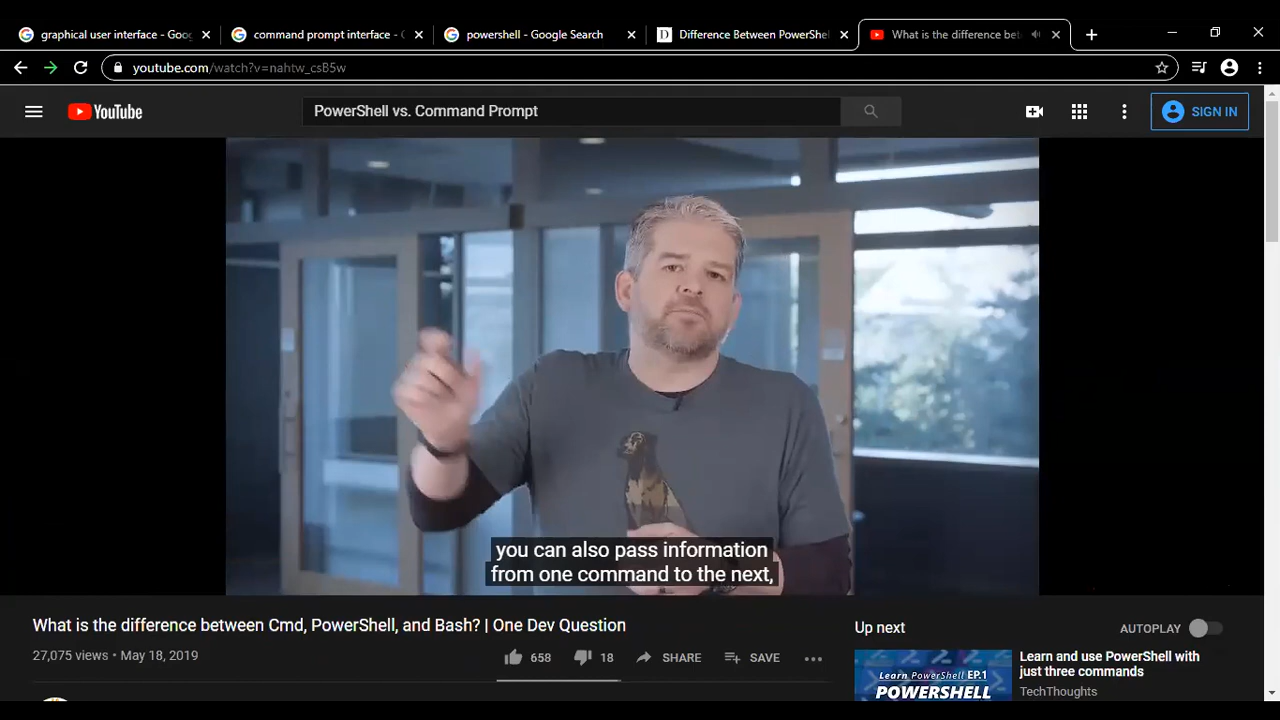 graphical user interface - Goog
command prompt interface - G
powershell - Google Search
Difference Between PowerShe
What is the difference bet
youtube.com/watch?v=nahtw_csB5w
YouTube
PowerShell vs. Command Prompt
SIGN IN
you can also pass information
from one command to the next,
What is the difference between Cmd, PowerShell, and Bash? | One Dev Question
27,075 views • May 18, 2019
658
18
SHARE
SAVE
Up next
AUTOPLAY
Learn PowerShell EP.1
POWERSHELL
Learn and use PowerShell with
just three commands
TechThoughts